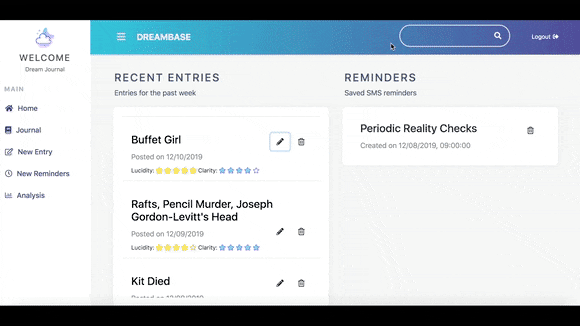 WELCOME
Dream Journal
MAIN
Home
Journal
New Entry
New Reminders
Analysis
DREAMBASE
Logout
RECENT ENTRIES
Entries for the past week
Buffet Girl
Posted on 12/10/2019
Lucidity: Clarity:
Rafts, Pencil Murder, Joseph
Gordon-Levitt's Head
Posted on 12/09/2019
Lucidity: Clarity:
Kit Died
Posted on 12/08/2019
REMINDERS
Saved SMS reminders
Periodic Reality Checks
Created on 12/08/2019, 09:00:00